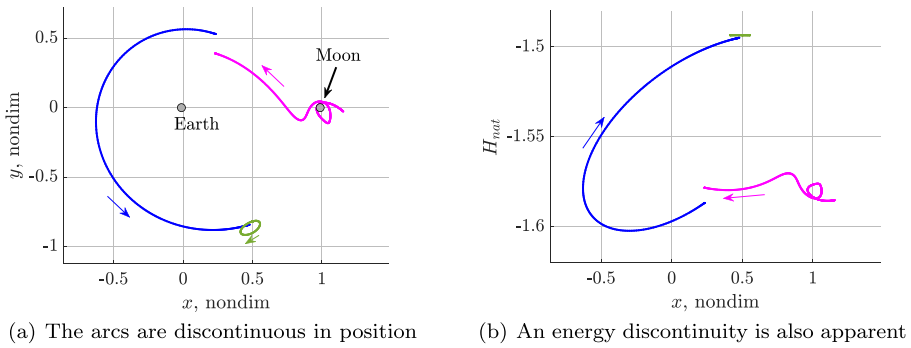 0.5
0
-0.5
-1
y, nondim
Moon
Earth
-0.5
0
0.5
1
x, nondim
(a) The arcs are discontinuous in position
-1.5
-1.55
-1.6
H_{nat}
-0.5
0
0.5
1
x, nondim
(b) An energy discontinuity is also apparent